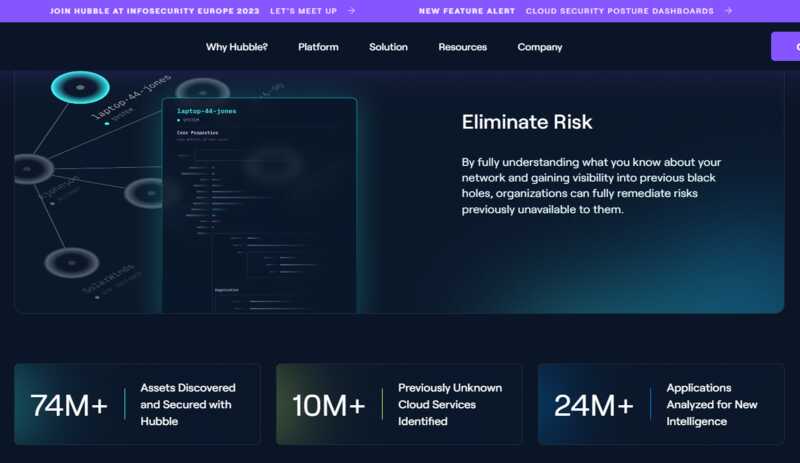 JOIN HUBBLE AT INFOSECURITY EUROPE 2023 LET'S MEET UP → NEW FEATURE ALERT CLOUD SECURITY POSTURE DASHBOARDS →
Why Hubble? Platform Solution Resources Company
laptop-44-jones
SYSTEM
laptop-44-jones
SYSTEM
Core Properties
SolarWinds
Organization
Eliminate Risk
By fully understanding what you know about your
network and gaining visibility into previous black
holes, organizations can fully remediate risks
previously unavailable to them.
74M+
Assets Discovered
and Secured with
Hubble
10M+
Previously Unknown
Cloud Services
Identified
24M+
Applications
Analyzed for New
Intelligence